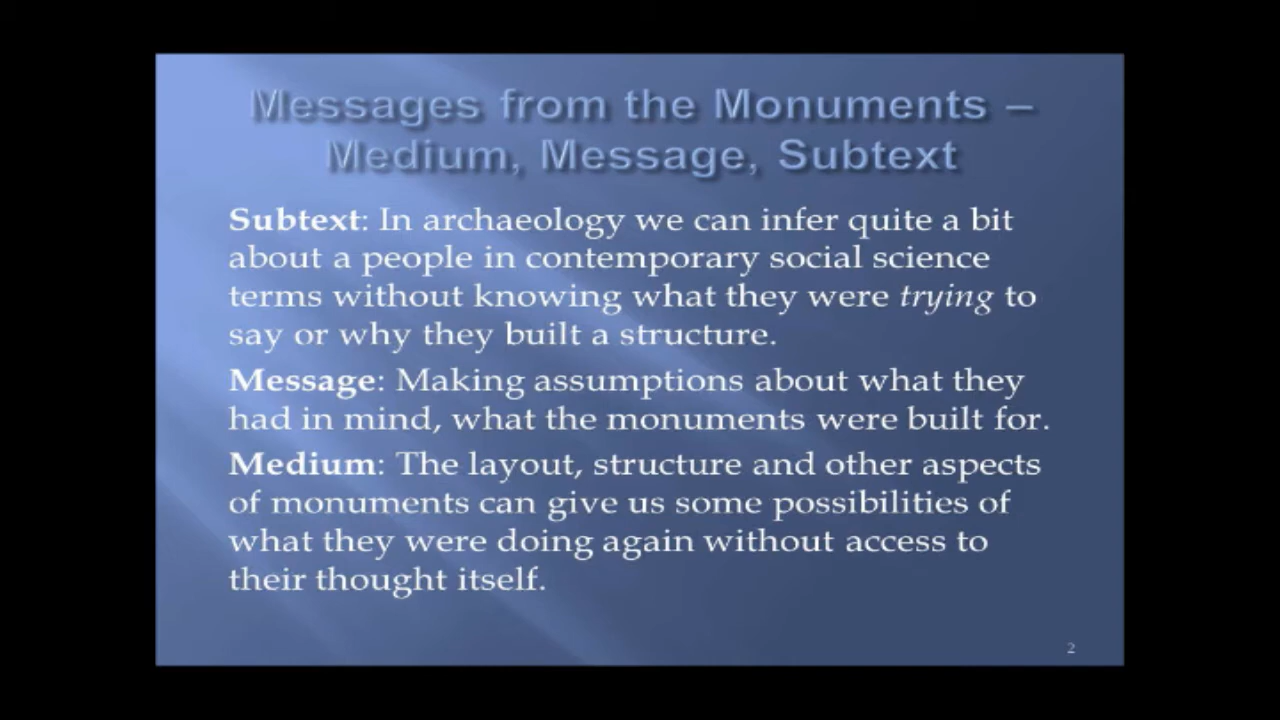 Messages from the Monuments –
Medium, Message, Subtext
Subtext: In archaeology we can infer quite a bit
about a people in contemporary social science
terms without knowing what they were trying to
say or why they built a structure.
Message: Making assumptions about what they
had in mind, what the monuments were built for.
Medium: The layout, structure and other aspects
of monuments can give us some possibilities of
what they were doing again without access to
their thought itself.
2